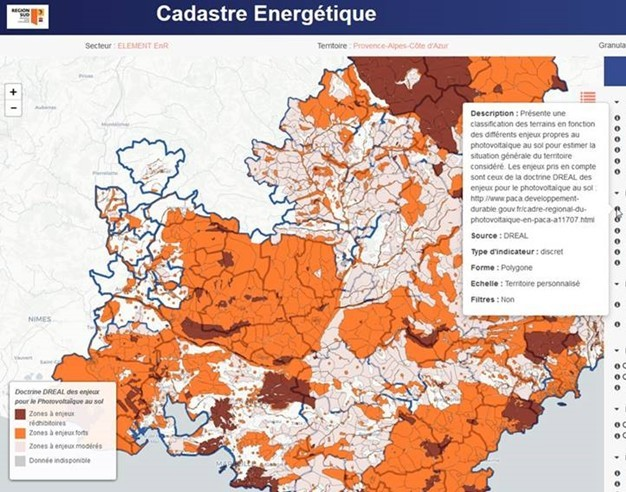 RÉGION
SUD
Cadastre Energétique
Secteur : ELEMENT EnR
Territoire : Provence-Alpes-Côte d'Azur
Granula
+
−
Description : Présente une
classification des terrains en fonction
des différents enjeux propres au
photovoltaïque au sol pour estimer la
situation générale du territoire
considéré. Les enjeux pris en compte
sont ceux de la doctrine DREAL des
enjeux pour le photovoltaïque au sol :
http://www.paca.developpement-
durable.gouv.fr/cadre-regional-du-
photovoltaique-en-paca-a11707.html
Source : DREAL
Type d'indicateur : discret
Forme : Polygone
Echelle : Territoire personnalisé
Filtres : Non
Montélimar
NIMES
Doctrine DREAL des enjeux
pour le Photovoltaïque au sol
Zones à enjeux
rédhibitoires
Zones à enjeux forts
Zones à enjeux modérés
Donnée indisponible